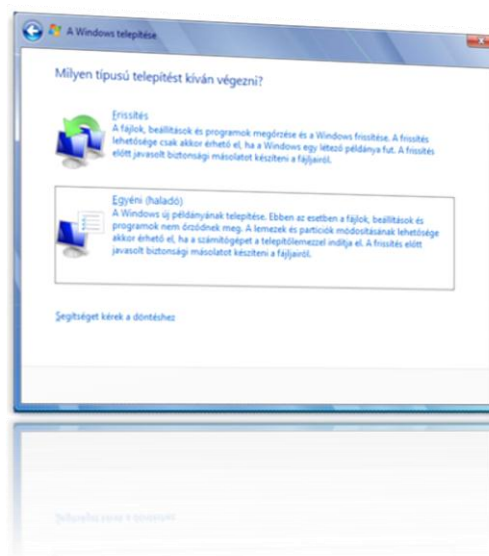 A Windows telepítése
Milyen típusú telepítést kíván végezni?
Frissítés
A fájlok, beállítások és programok megőrzése és a Windows frissítése. A frissítés
lehetősége csak akkor érhető el, ha a Windows egy létező példánya fut. A frissítés
előtt javasolt biztonsági másolatot készíteni a fájljairól.
Egyéni (haladó)
A Windows új példányának telepítése. Ebben az esetben a fájlok, beállítások és
programok nem őrződnek meg. A lemezek és partíciók módosításának lehetősége
akkor érhető el, ha a számítógépet a telepítőlemezzel indítja el. A frissítés előtt
javasolt biztonsági másolatot készíteni a fájljairól.
Segítséget kérek a döntéshez